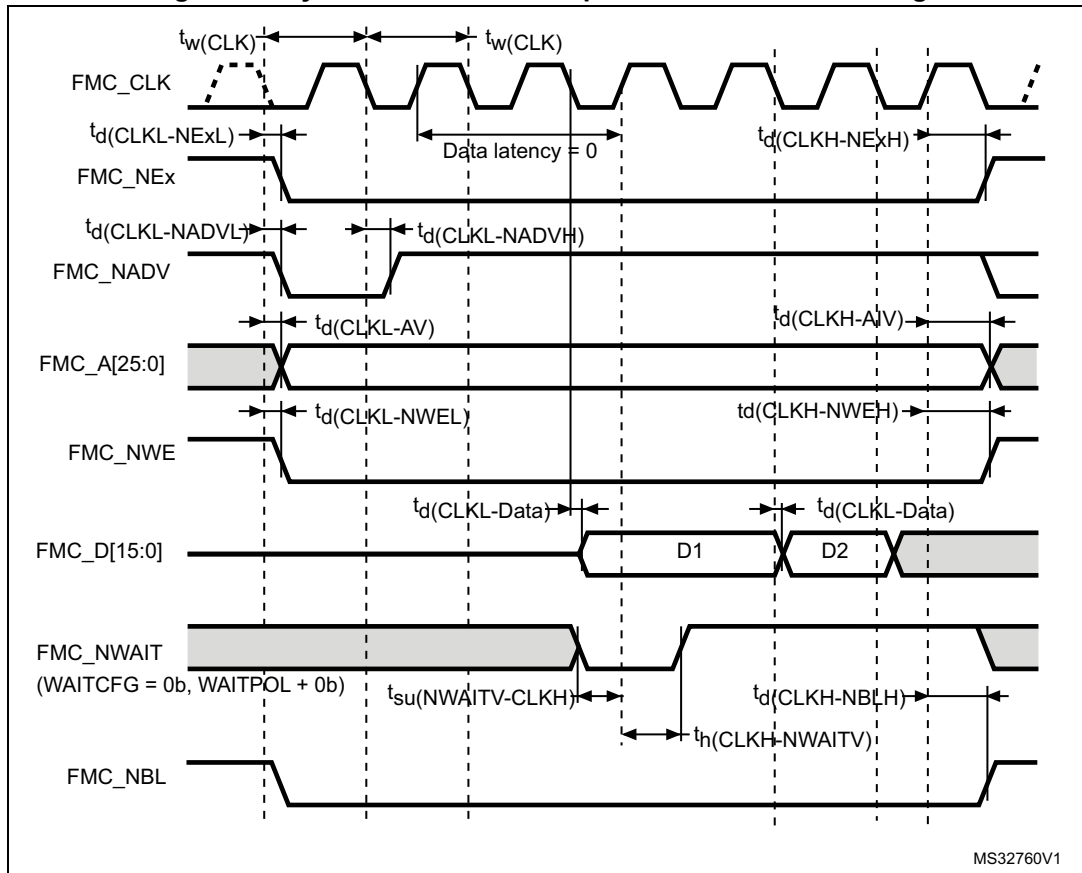 tw(CLK) tw(CLK)
FMC_CLK
td(CLKL-NExL) Data latency = 0 td(CLKH-NExH)
FMC_NEx
td(CLKL-NADVL) td(CLKL-NADVH)
FMC_NADV
td(CLKL-AV) td(CLKH-AIV)
FMC_A[25:0]
td(CLKL-NWEL) td(CLKH-NWEH)
FMC_NWE
td(CLKL-Data) td(CLKL-Data)
FMC_D[15:0] D1 D2
FMC_NWAIT
(WAITCFG = 0b, WAITPOL + 0b)
tsu(NWAITV-CLKH) td(CLKH-NBLH)
th(CLKH-NWAITV)
FMC_NBL
MS32760V1